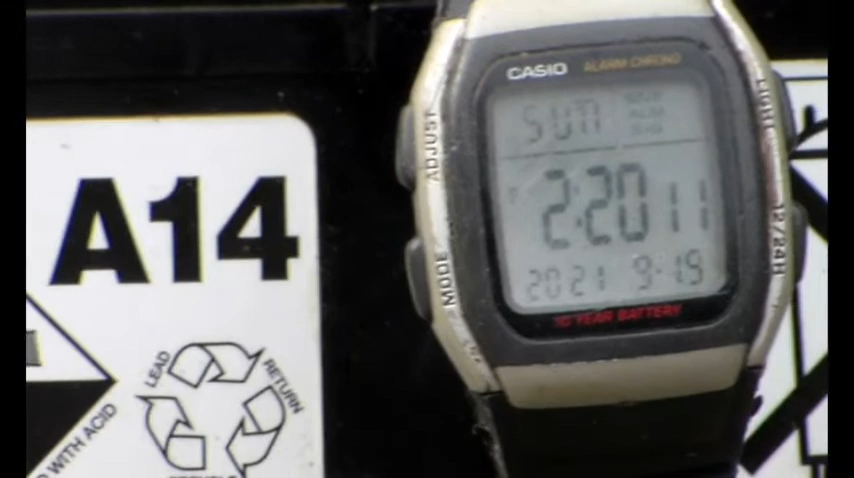 A14
LEAD
RETURN
WITH ACID
CASIO
ALARM CHRONO
ADJUST
LIGHT
MODE
12/24H
SUN
2:20 11
2021 9-19
10 YEAR BATTERY